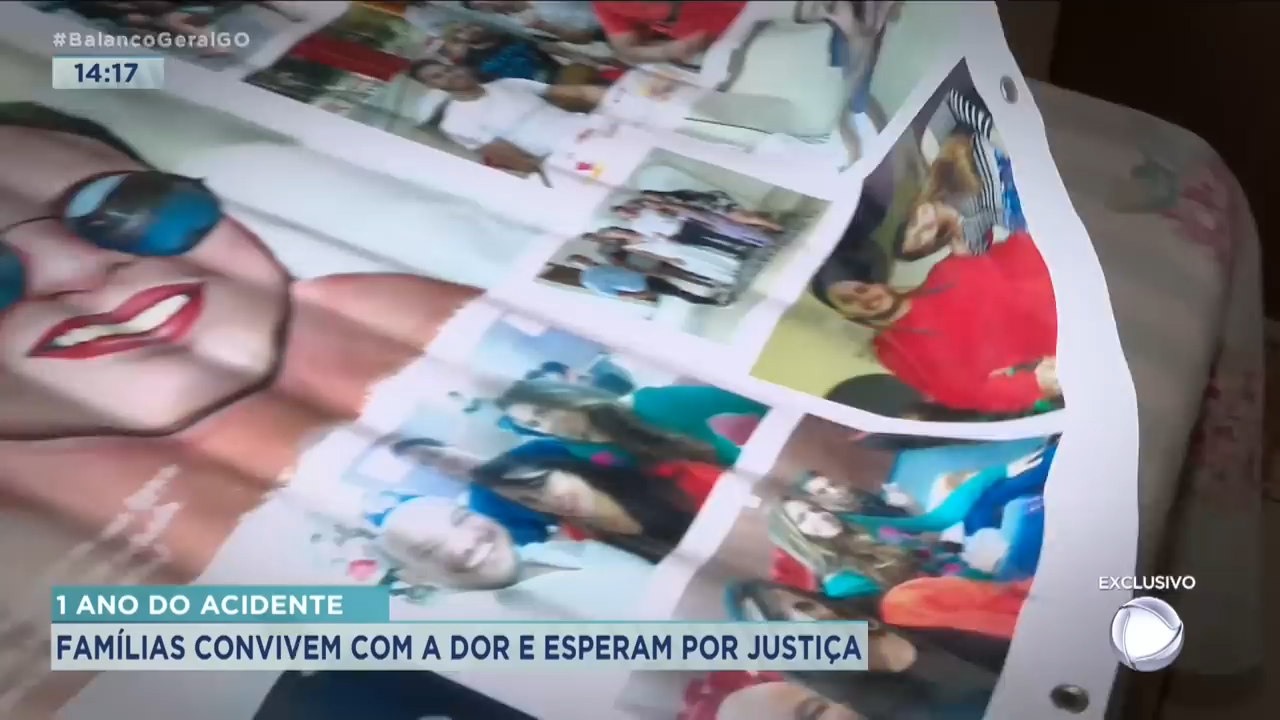 #BalancoGeralGO
14:17
EXCLUSIVO
1 ANO DO ACIDENTE
FAMÍLIAS CONVIVEM COM A DOR E ESPERAM POR JUSTIÇA